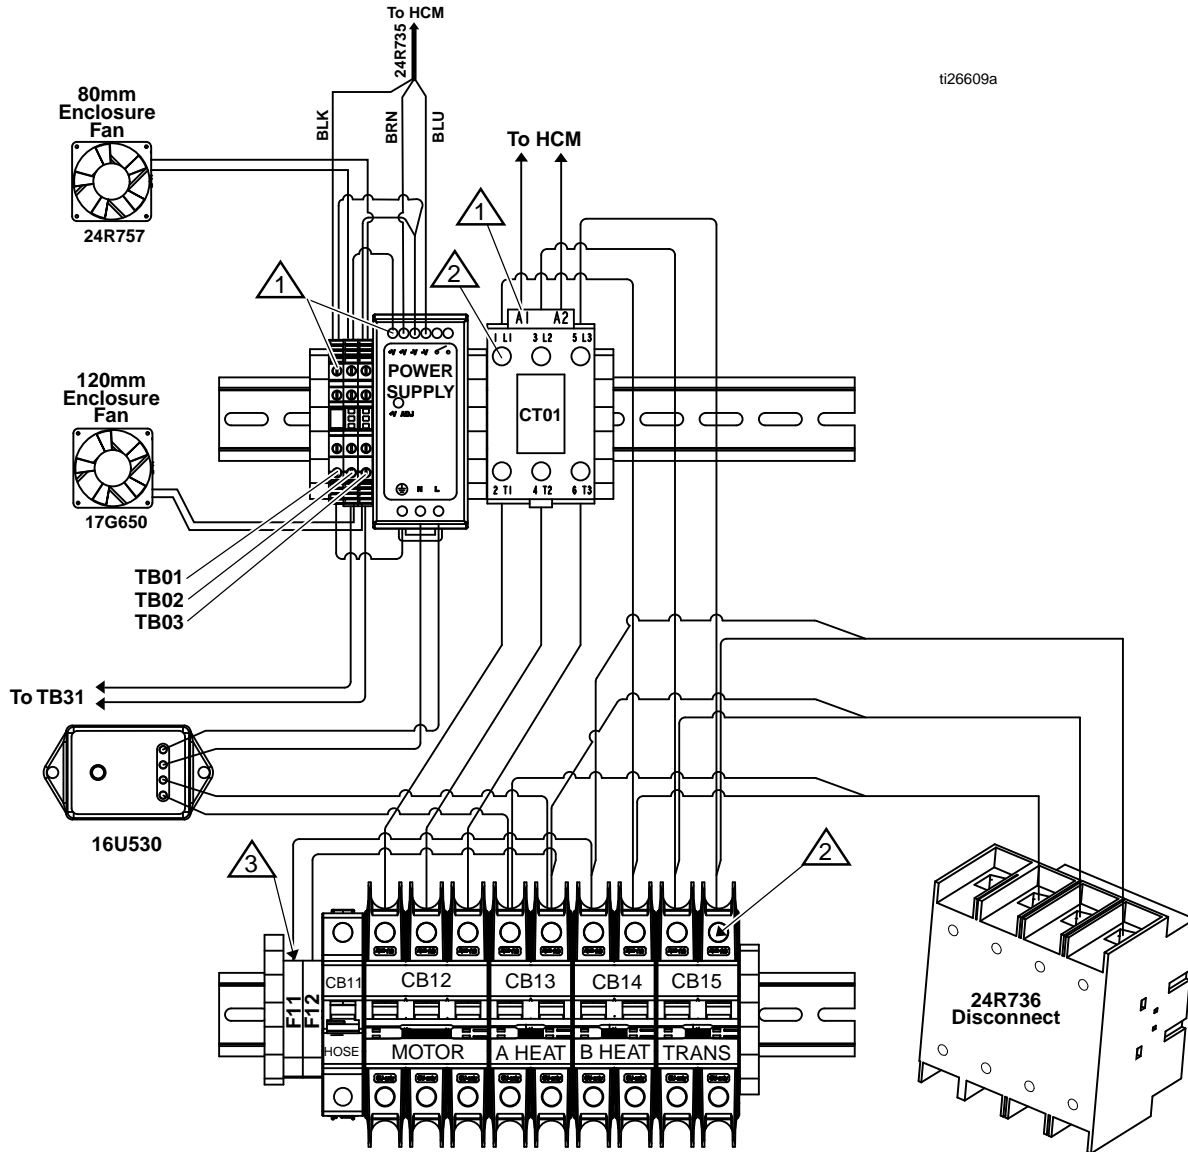 To HCM
24R735
ti26609a
80mm
Enclosure
Fan
24R757
BLK
BRN
BLU
To HCM
1
2
1
A1 A2
1 L1 3 L2 5 L3
+V +V -V -V
POWER
SUPPLY
+V ADJ
CT01
120mm
Enclosure
Fan
17G650
2 T1 4 T2 6 T3
N L
TB01
TB02
TB03
To TB31
16U530
3
2
F11
F12
CB11
CB12
CB13
CB14
CB15
HOSE
MOTOR
A HEAT
B HEAT
TRANS
24R736
Disconnect